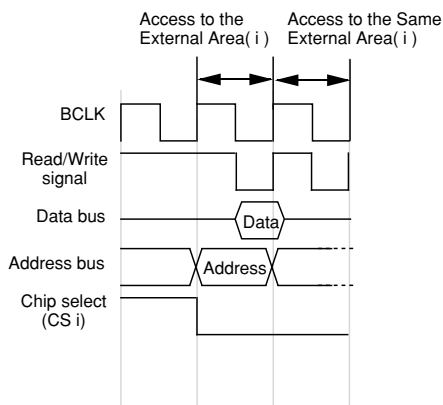 Access to the
External Area( i )
Access to the Same
External Area( i )
BCLK
Read/Write
signal
Data bus
Data
Address bus
Address
Chip select
(CS i)